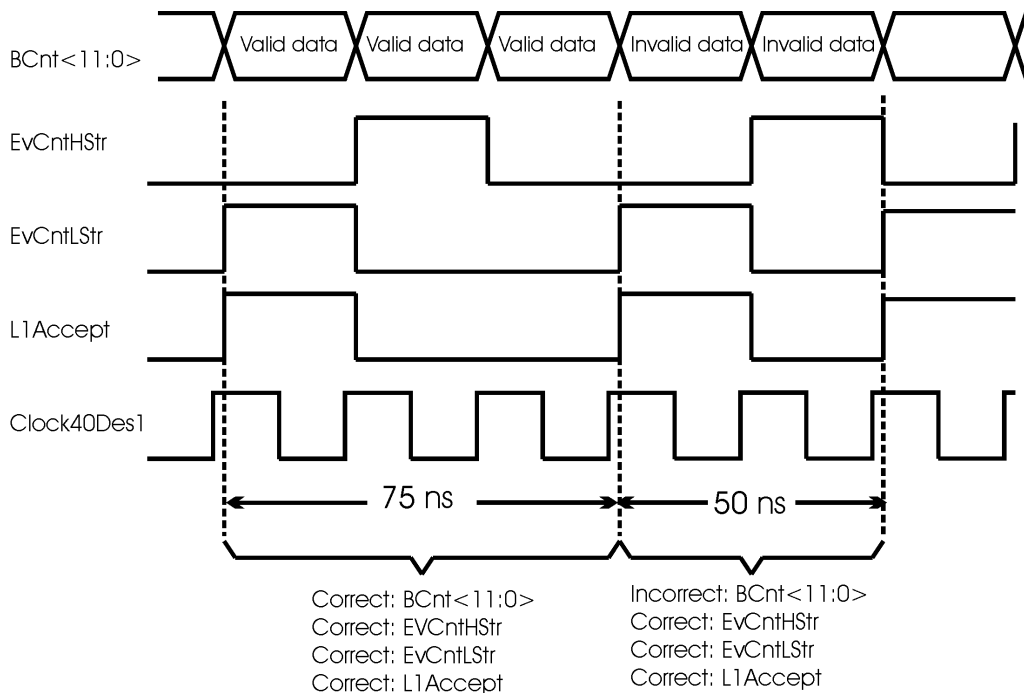 BCnt<11:0>
Valid data
Valid data
Valid data
Invalid data
Invalid data
EvCntHStr
EvCntLStr
L1Accept
Clock40Des1
75 ns
50 ns
Correct: BCnt<11:0>
Correct: EVCntHStr
Correct: EvCntLStr
Correct: L1Accept
Incorrect: BCnt<11:0>
Correct: EvCntHStr
Correct: EvCntLStr
Correct: L1Accept